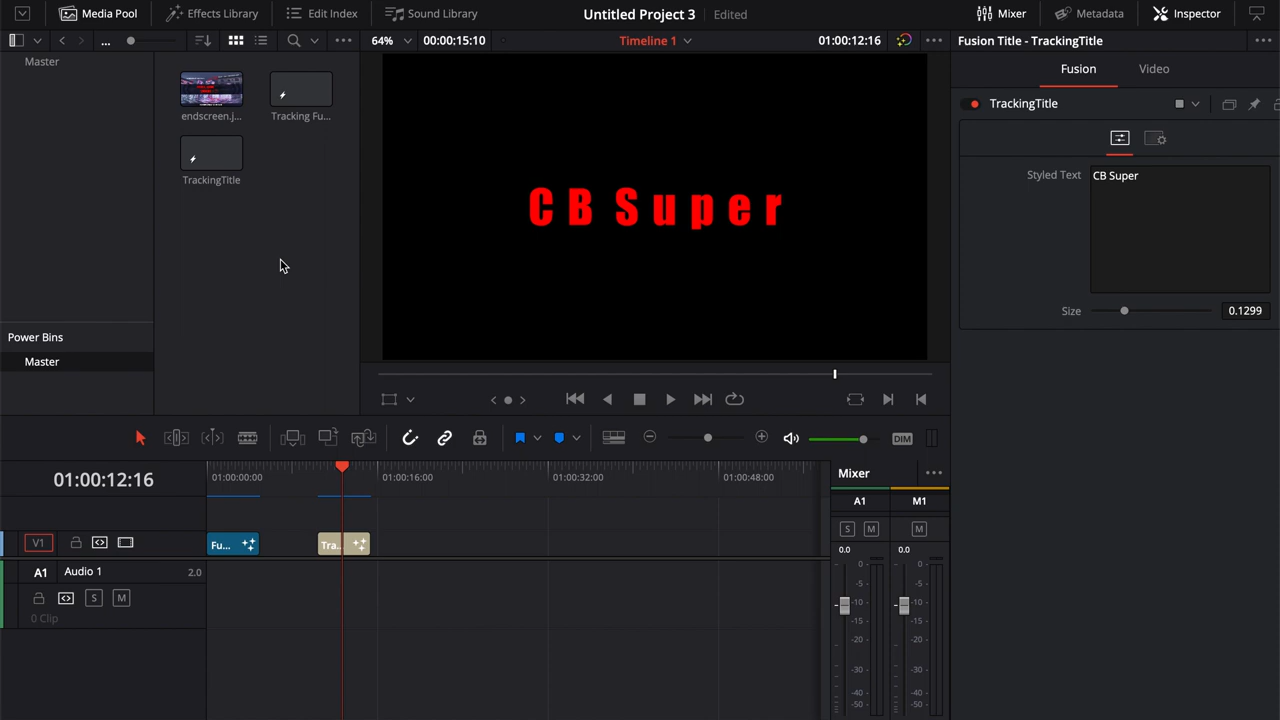 Media Pool
Effects Library
Edit Index
Sound Library
Untitled Project 3
Edited
Mixer
Metadata
Inspector
...
64%
00:00:15:10
Timeline 1
01:00:12:16
Fusion Title - TrackingTitle
Master
endscreen.j...
Tracking Fu...
TrackingTitle
Power Bins
Master
CB Super
Fusion
Video
TrackingTitle
Styled Text
CB Super
Size
0.1299
DIM
01:00:12:16
01:00:00:00
01:00:16:00
01:00:32:00
01:00:48:00
V1
Fu...
Tra...
A1
Audio 1
2.0
S
M
0 Clip
Mixer
A1
M1
S
M
M
0.0
0.0
0
-5
-10
-15
-20
-30
-40
-50
0
-5
-10
-15
-20
-30
-40
-50